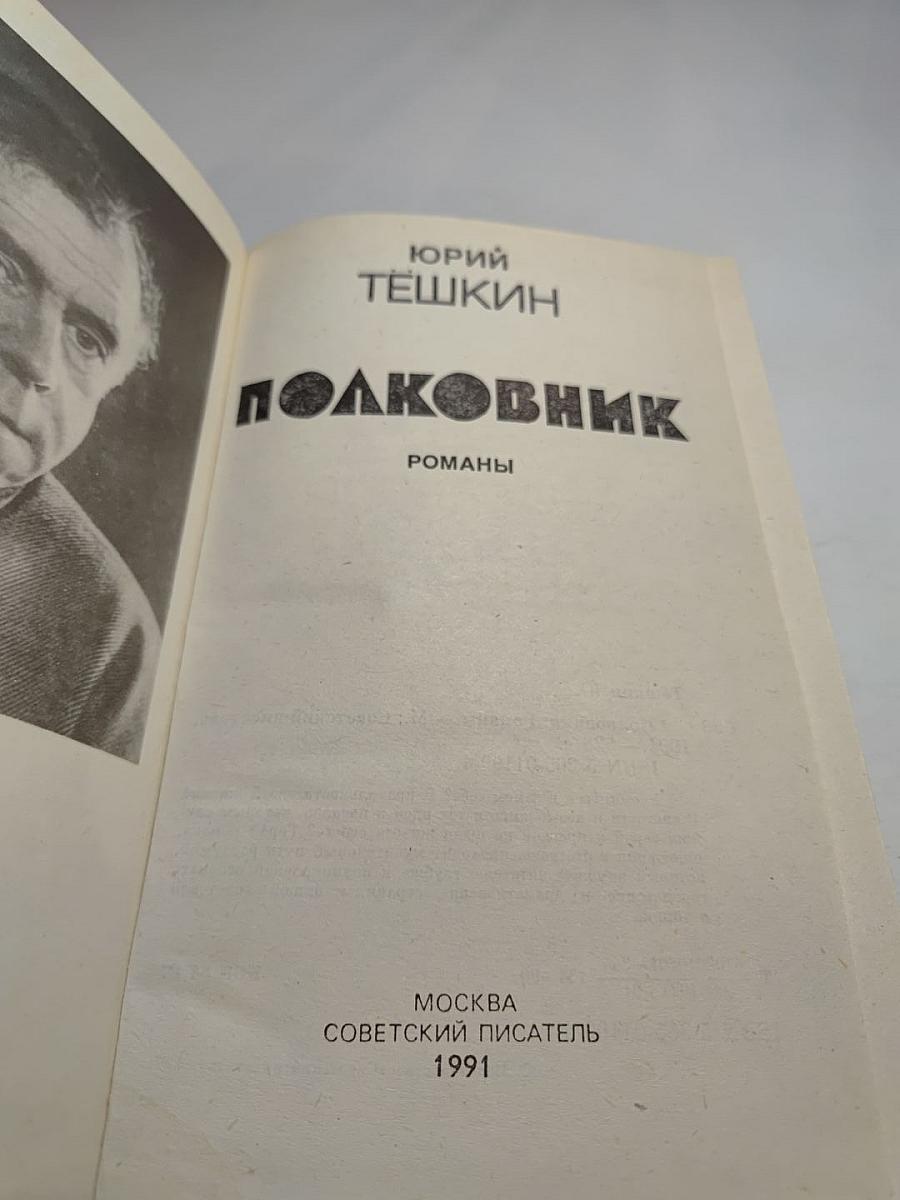 ЮРИЙ
ТЁШКИН
ПОЛКОВНИК
РОМАНЫ
МОСКВА
СОВЕТСКИЙ ПИСАТЕЛЬ
1991